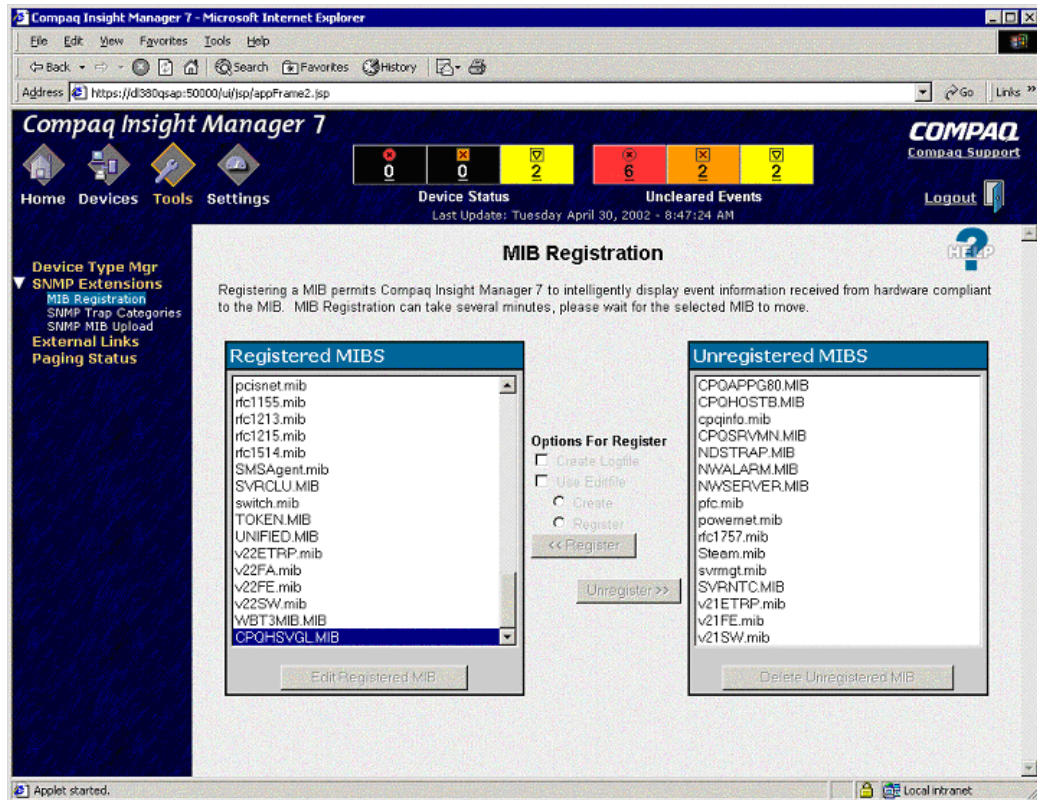 Compaq Insight Manager 7 - Microsoft Internet Explorer
File Edit View Favorites Tools Help
Back Search Favorites History
Address https://dl380qsap:50000/ui/jsp/appFrame2.jsp Go Links »
Compaq Insight Manager 7
COMPAQ
Compaq Support
0 0 2 6 2 2
Home Devices Tools Settings
Device Status Uncleared Events
Logout
Last Update: Tuesday April 30, 2002 - 8:47:24 AM
Device Type Mgr
SNMP Extensions
MIB Registration
SNMP Trap Categories
SNMP MIB Upload
External Links
Paging Status
MIB Registration
? HELP
Registering a MIB permits Compaq Insight Manager 7 to intelligently display event information received from hardware compliant
to the MIB. MIB Registration can take several minutes, please wait for the selected MIB to move.
Registered MIBS
pcisnet.mib
rfc1155.mib
rfc1213.mib
rfc1215.mib
rfc1514.mib
SMSAgent.mib
SVRCLU.MIB
switch.mib
TOKEN.MIB
UNIFIED.MIB
v22ETRP.mib
v22FA.mib
v22FE.mib
v22SW.mib
WBT3MIB.MIB
CPQHSVGL.MIB
Edit Registered MIB
Options For Register
Create Logfile
Use Editfile
Create
Register
<< Register
Unregister >>
Unregistered MIBS
CPQAPPG80.MIB
CPQHOSTB.MIB
cpqinfo.mib
CPQSRVMN.MIB
NDSTRAP.MIB
NWALARM.MIB
NWSERVER.MIB
pfc.mib
powernet.mib
rfc1757.mib
Steam.mib
svrmgt.mib
SVRNTC.MIB
v21ETRP.mib
v21FE.mib
v21SW.mib
Delete Unregistered MIB
Applet started.
Local intranet